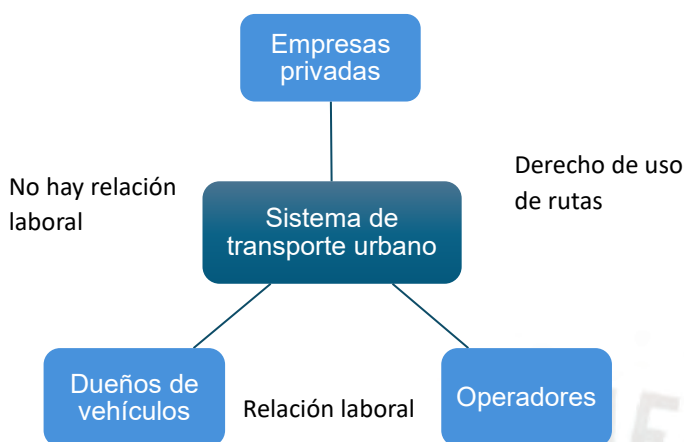 Empresas
privadas
No hay relación
laboral
Derecho de uso
de rutas
Sistema de
transporte urbano
Dueños de
vehículos
Relación laboral
Operadores